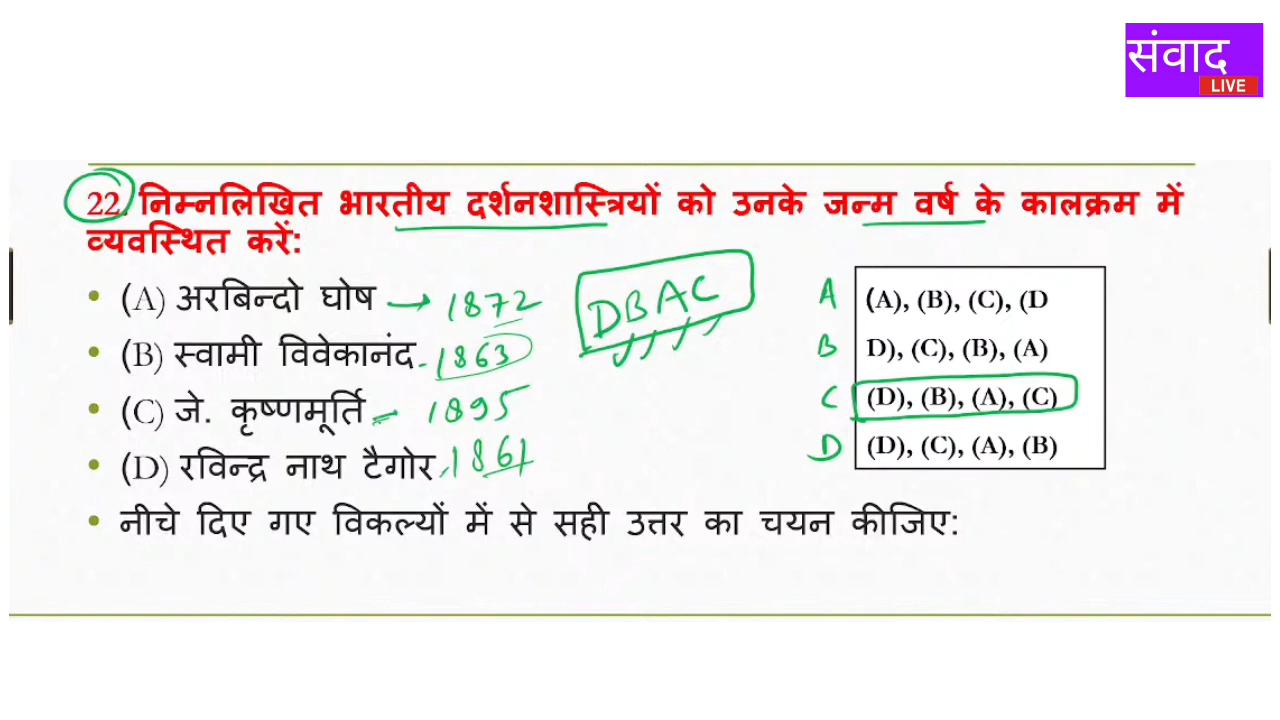 संवाद
LIVE
22. निम्नलिखित भारतीय दर्शनशास्त्रियों को उनके जन्म वर्ष के कालक्रम में
व्यवस्थित करें:
• (A) अरबिन्दो घोष → 1872
• (B) स्वामी विवेकानंद - 1863
• (C) जे. कृष्णमूर्ति - 1895
• (D) रविन्द्र नाथ टैगोर - 1861
• नीचे दिए गए विकल्यों में से सही उत्तर का चयन कीजिए:
DBAC
A (A), (B), (C), (D
B D), (C), (B), (A)
C (D), (B), (A), (C)
D (D), (C), (A), (B)